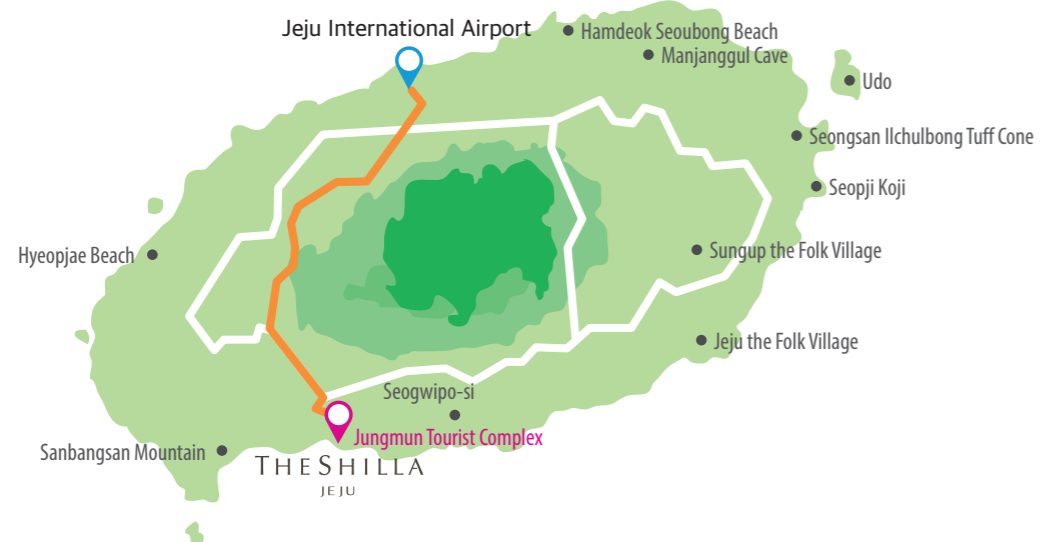 Jeju International Airport
Hamdeok Seoubong Beach
Manjanggul Cave
Udo
Seongsan Ilchulbong Tuff Cone
Seopji Koji
Hyeopjae Beach
Sungup the Folk Village
Jeju the Folk Village
Seogwipo-si
Jungmun Tourist Complex
Sanbangsan Mountain
THE SHILLA
JEJU